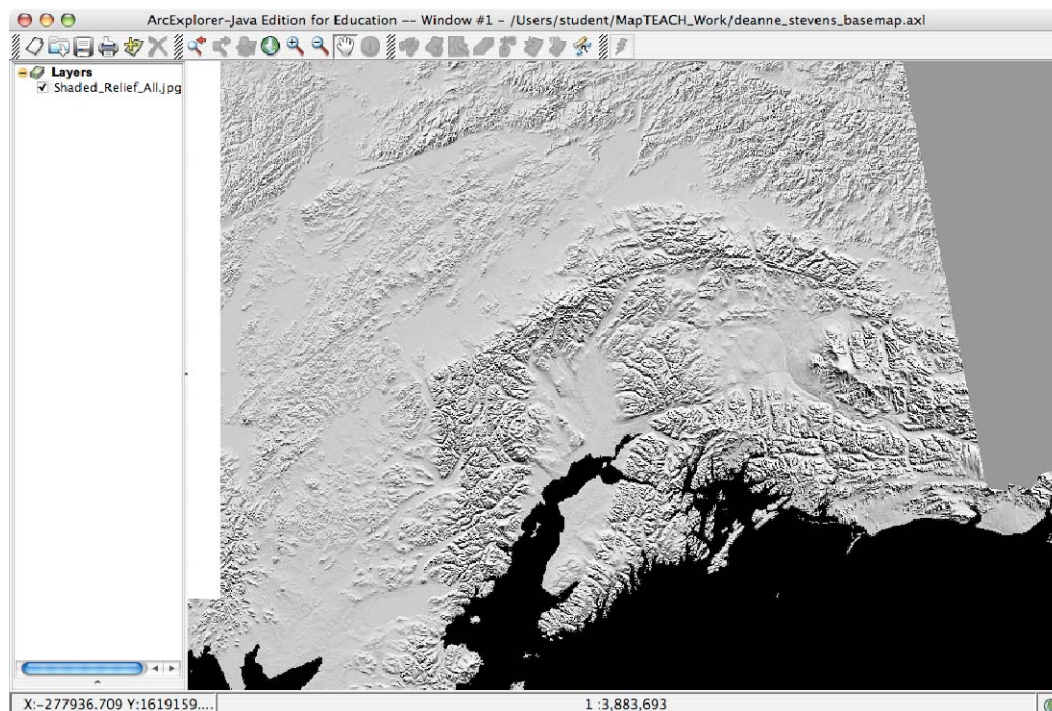 ArcExplorer-Java Edition for Education -- Window #1 - /Users/student/MapTEACH_Work/deanne_stevens_basemap.axl
Layers
Shaded_Relief_All.jpg
X:-277936.709 Y:1619159....
1 :3,883,693